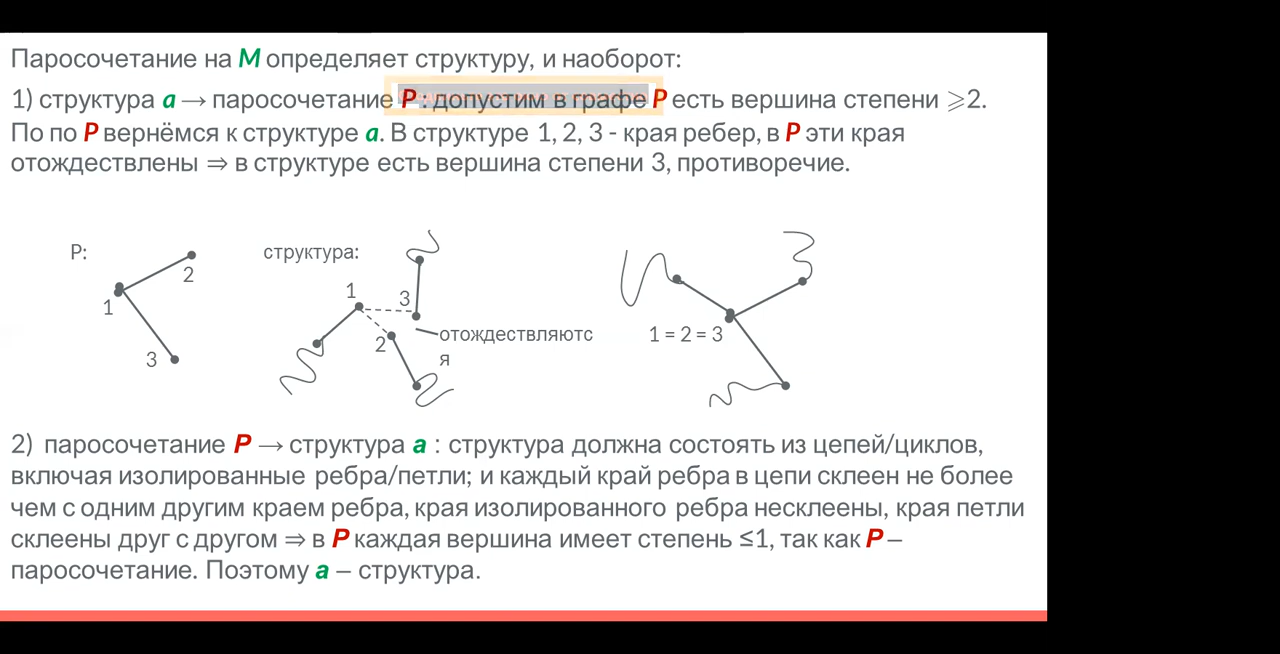 Паросочетание на М определяет структуру, и наоборот:
1) структура a → паросочетание P : допустим в графе P есть вершина степени ⩾2.
По по P вернёмся к структуре a. В структуре 1, 2, 3 - края ребер, в P эти края
отождествлены ⇒ в структуре есть вершина степени 3, противоречие.
P:
структура:
2
1
3
1
3
2
отождествляютс
я
1 = 2 = 3
2) паросочетание P → структура a : структура должна состоять из цепей/циклов,
включая изолированные ребра/петли; и каждый край ребра в цепи склеен не более
чем с одним другим краем ребра, края изолированного ребра несклеены, края петли
склеены друг с другом ⇒ в P каждая вершина имеет степень ≤1, так как P –
паросочетание. Поэтому a – структура.